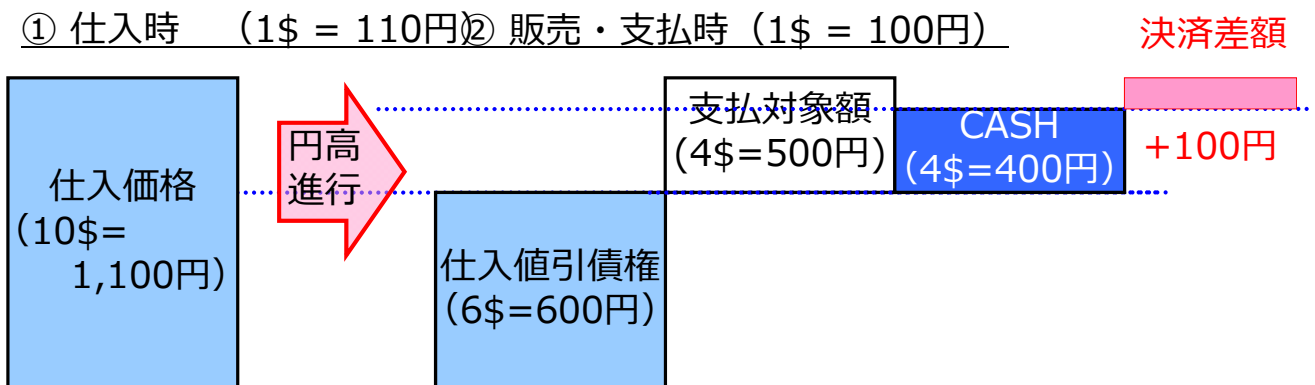 ① 仕入時　（1$ = 110円）
② 販売・支払時（1$ = 100円）
決済差額
仕入価格
（10$=
1,100円）
円高
進行
仕入値引債権
（6$=600円）
支払対象額
（4$=500円）
CASH
（4$=400円）
+100円